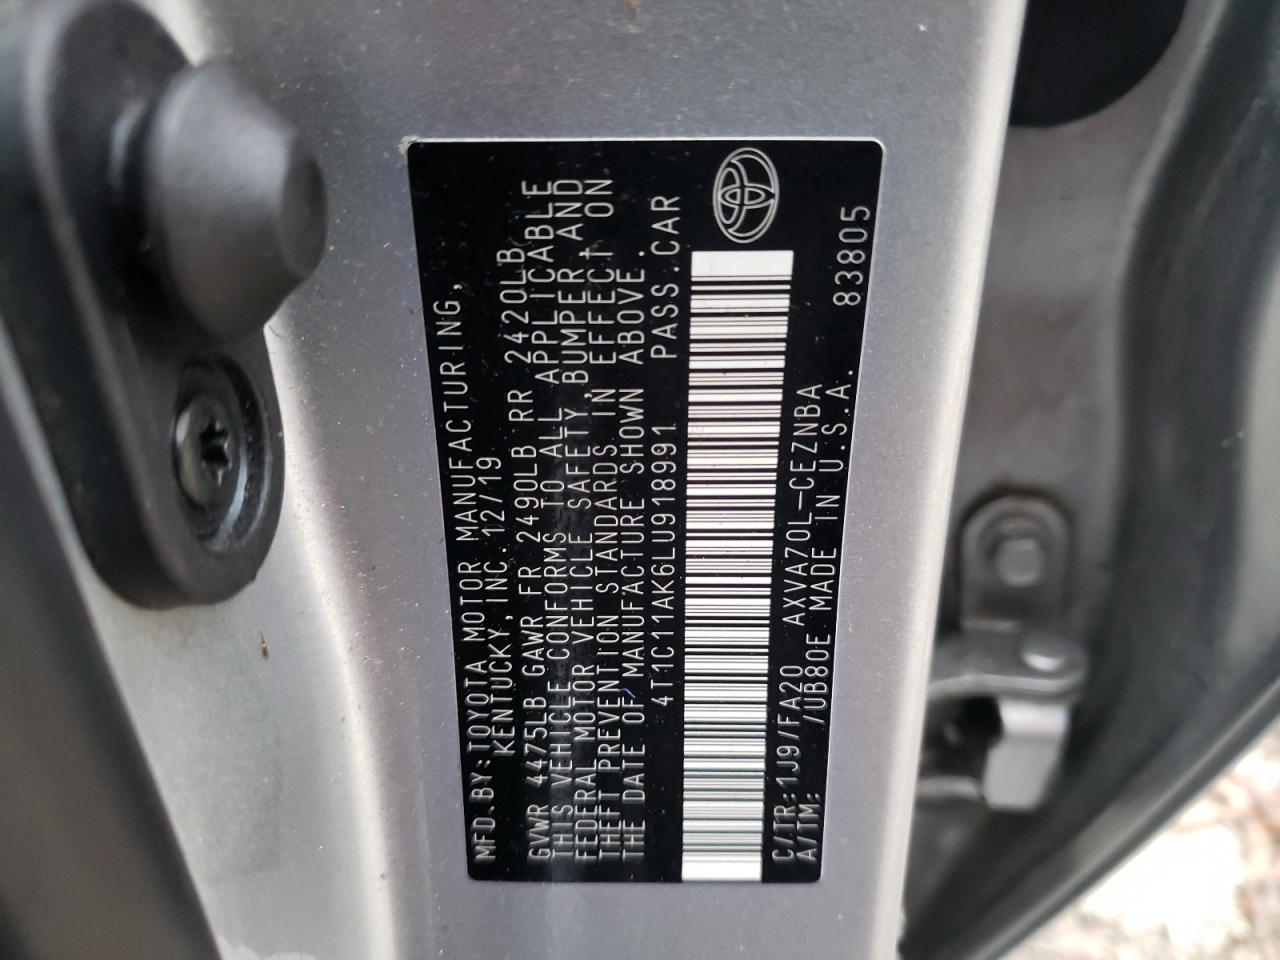 MFD. BY: TOYOTA MOTOR MANUFACTURING,
KENTUCKY, INC. 12/19
GVWR 4475LB GAWR FR 2490LB RR 2420LB
THIS VEHICLE CONFORMS TO ALL APPLICABLE
FEDERAL MOTOR VEHICLE SAFETY, BUMPER, AND
THEFT PREVENTION STANDARDS IN EFFECT ON
THE DATE OF MANUFACTURE SHOWN ABOVE.
4T1C11AK6LU918991 PASS.CAR
C/TR: 1J9/FA20 AXVA70L-CEZNBA
A/TM: /UB80E MADE IN U.S.A. 83805